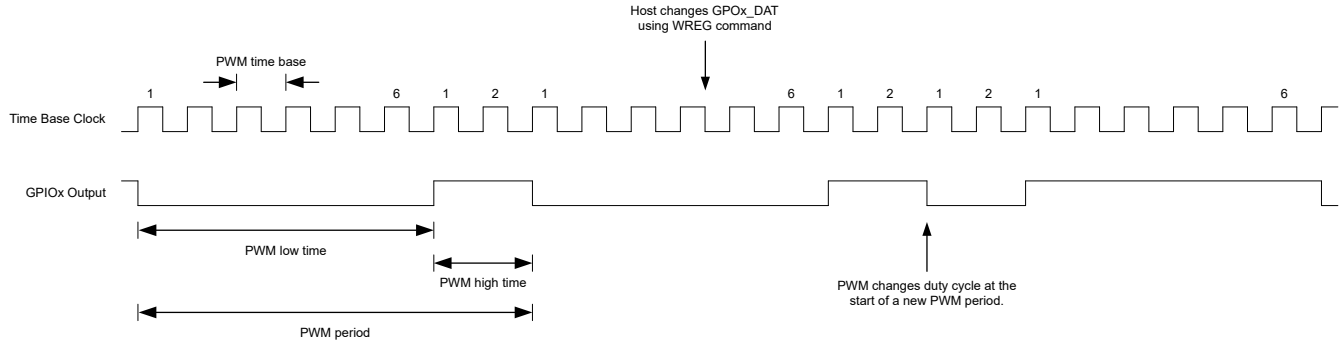 Host changes GPOx_DAT
using WREG command
PWM time base
1 6 1 2 1 6 1 2 1 2 1 6
Time Base Clock
GPIOx Output
PWM low time
PWM high time
PWM changes duty cycle at the
start of a new PWM period.
PWM period